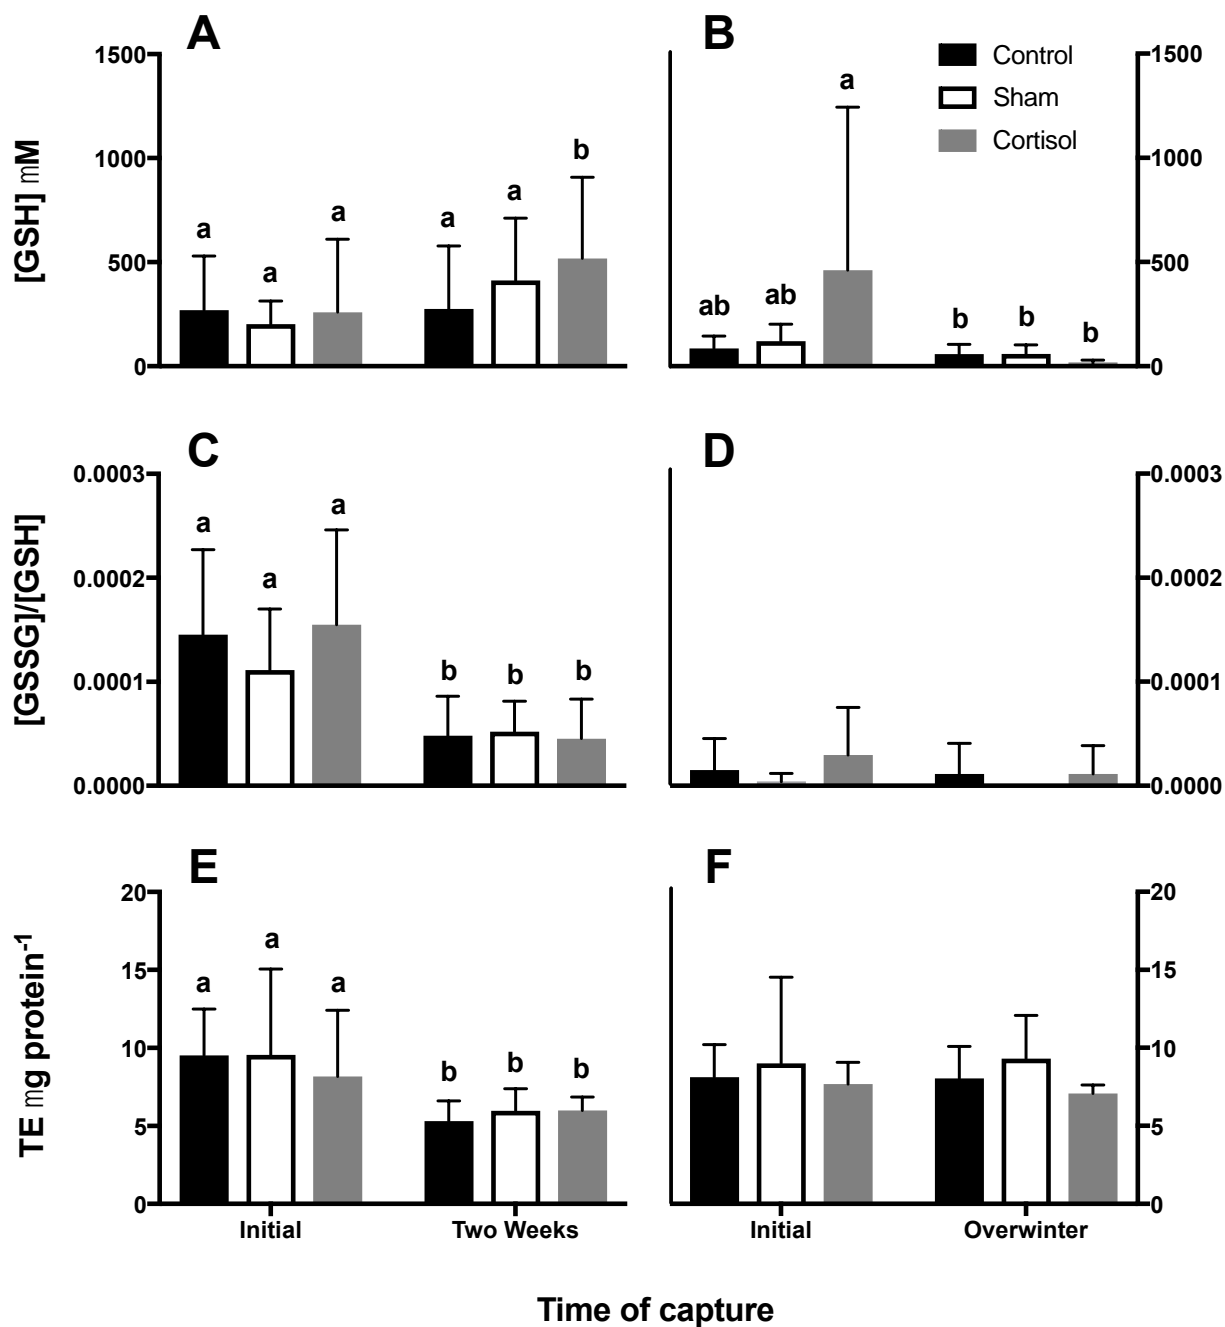 A
B
1500
1000
500
0
[GSH] mM
a
a
a
a
a
b
ab
ab
a
b
b
b
1500
1000
500
0
Control
Sham
Cortisol
C
D
0.0003
0.0002
0.0001
0.0000
[GSSG]/[GSH]
a
a
a
b
b
b
0.0003
0.0002
0.0001
0.0000
E
F
20
15
10
5
0
TE mg protein-1
a
a
a
b
b
b
20
15
10
5
0
Initial
Two Weeks
Initial
Overwinter
Time of capture